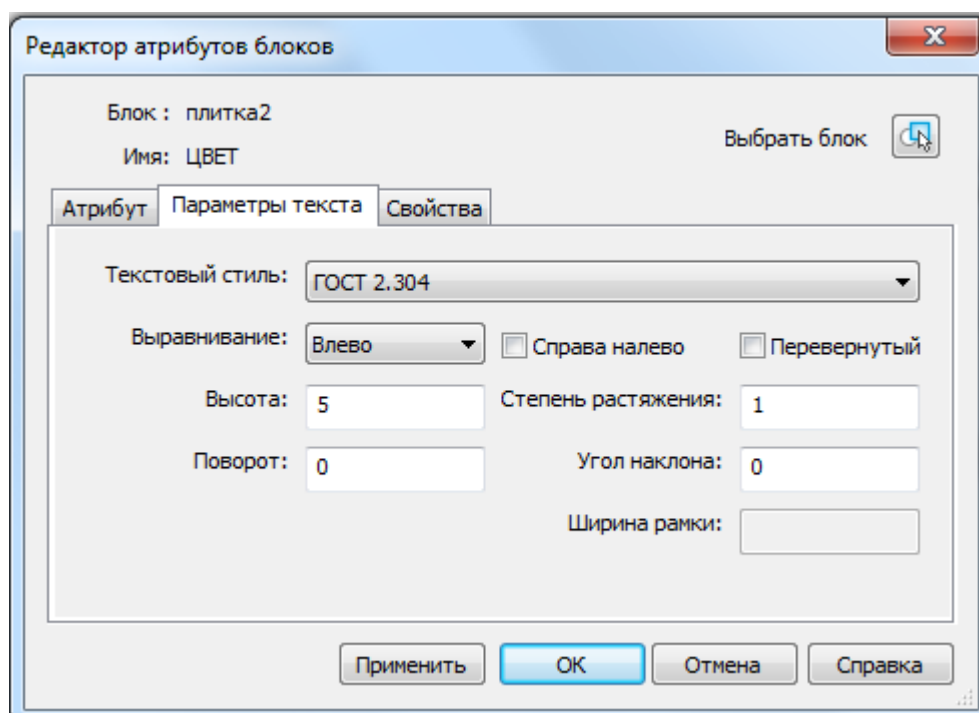 Редактор атрибутов блоков
Блок : плитка2
Выбрать блок
Имя: ЦВЕТ
Атрибут Параметры текста Свойства
Текстовый стиль: ГОСТ 2.304
Выравнивание: Влево Справа налево Перевернутый
Высота: 5 Степень растяжения: 1
Поворот: 0 Угол наклона: 0
Ширина рамки:
Применить ОК Отмена Справка